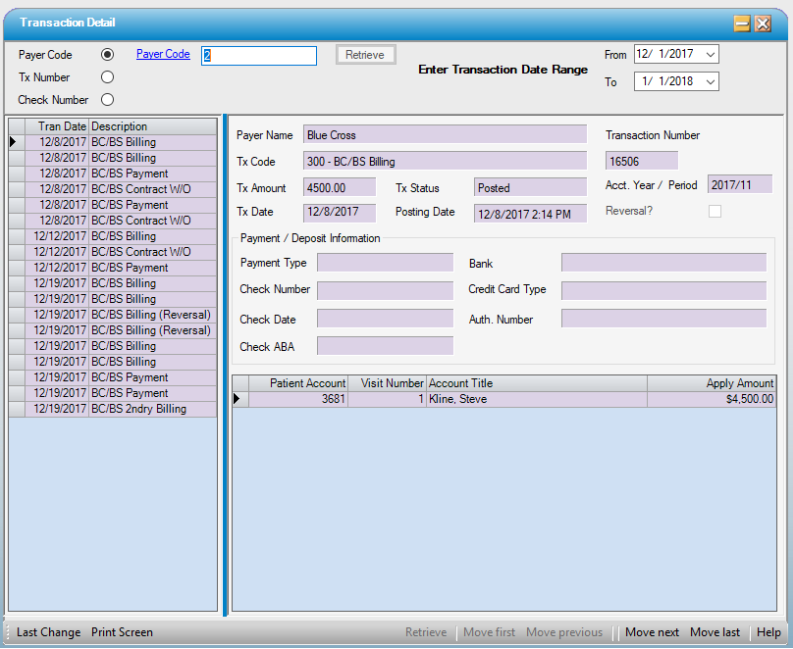 Transaction Detail
Payer Code Payer Code 2 Retrieve
Tx Number
Check Number
Enter Transaction Date Range
From 12/ 1/2017
To 1/ 1/2018
Tran Date Description
12/8/2017 BC/BS Billing
12/8/2017 BC/BS Billing
12/8/2017 BC/BS Payment
12/8/2017 BC/BS Contract W/O
12/8/2017 BC/BS Payment
12/8/2017 BC/BS Contract W/O
12/12/2017 BC/BS Billing
12/12/2017 BC/BS Contract W/O
12/12/2017 BC/BS Payment
12/19/2017 BC/BS Billing
12/19/2017 BC/BS Billing
12/19/2017 BC/BS Billing (Reversal)
12/19/2017 BC/BS Billing (Reversal)
12/19/2017 BC/BS Billing
12/19/2017 BC/BS Billing
12/19/2017 BC/BS Payment
12/19/2017 BC/BS Payment
12/19/2017 BC/BS 2ndry Billing
Payer Name Blue Cross Transaction Number
Tx Code 300 - BC/BS Billing 16506
Tx Amount 4500.00 Tx Status Posted Acct. Year / Period 2017/11
Tx Date 12/8/2017 Posting Date 12/8/2017 2:14 PM Reversal?
Payment / Deposit Information
Payment Type Bank
Check Number Credit Card Type
Check Date Auth. Number
Check ABA
Patient Account Visit Number Account Title Apply Amount
3681 1 Kline, Steve $4,500.00
Last Change Print Screen Retrieve Move first Move previous Move next Move last Help